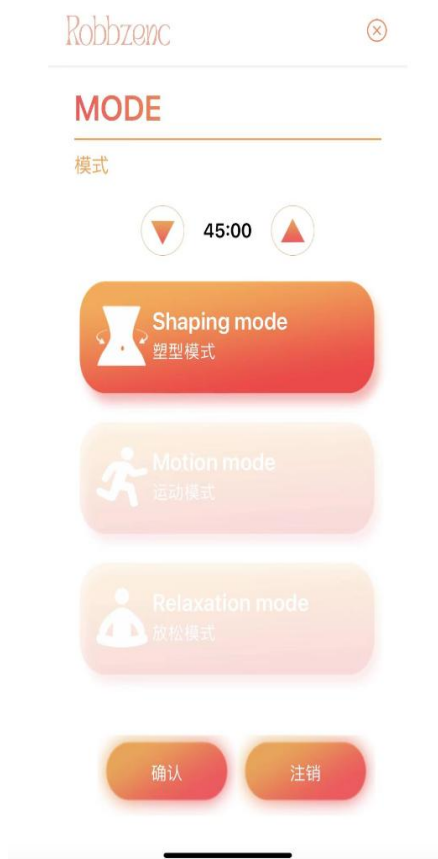 Robbzenc
MODE
模式
45:00
Shaping mode
塑型模式
Motion mode
运动模式
Relaxation mode
放松模式
确认
注销